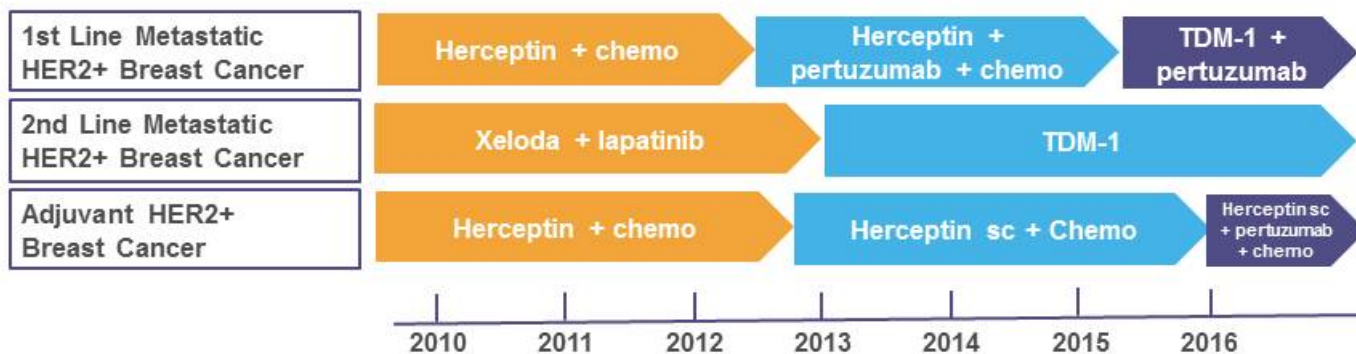 1st Line Metastatic
HER2+ Breast Cancer
Herceptin + chemo
Herceptin +
pertuzumab + chemo
TDM-1 +
pertuzumab
2nd Line Metastatic
HER2+ Breast Cancer
Xeloda + lapatinib
TDM-1
Adjuvant HER2+
Breast Cancer
Herceptin + chemo
Herceptin sc + Chemo
Herceptin sc
+ pertuzumab
+ chemo
2010 2011 2012 2013 2014 2015 2016